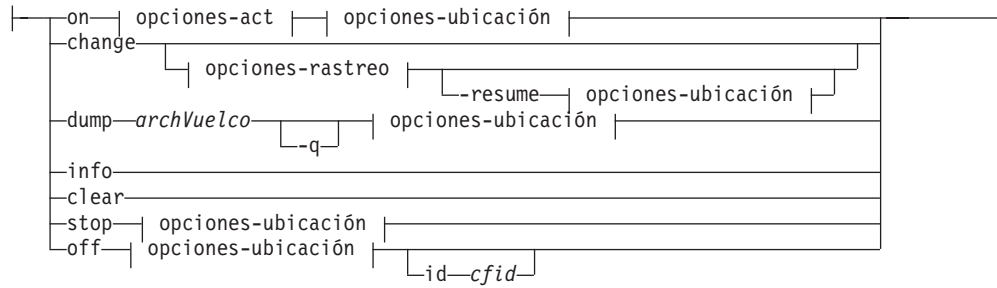 on opciones-act opciones-ubicación
change
opciones-rastreo
-resume opciones-ubicación
dump archVuelco opciones-ubicación
-q
info
clear
stop opciones-ubicación
off opciones-ubicación
id cfid